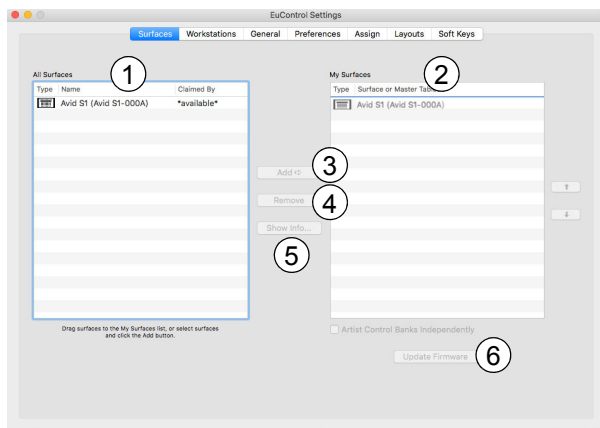 EuControl Settings
Surfaces Workstations General Preferences Assign Layouts Soft Keys
All Surfaces 1
My Surfaces 2
Type Name Claimed By
Type Surface or Master
Avid S1 (Avid S1-000A) *available*
Avid S1 (Avid S1-000A)
Add 3
Remove 4
Show Info...
5
Drag surfaces to the My Surfaces list, or select surfaces
and click the Add button.
Artist Control Banks Independently
Update Firmware 6